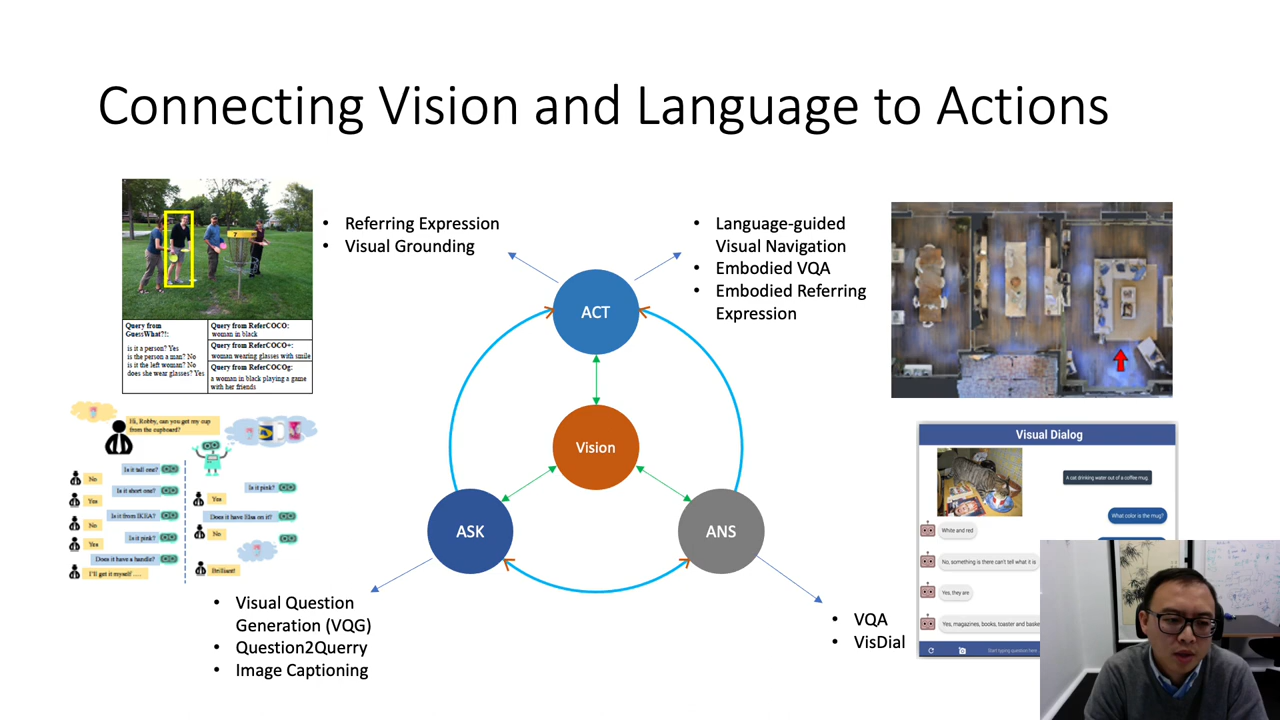 Connecting Vision and Language to Actions
• Referring Expression
• Visual Grounding
• Language-guided
Visual Navigation
• Embodied VQA
• Embodied Referring
Expression
7
Query from
GuessWhat?!:
is it a person? Yes
is the person a man? No
is it the left woman? No
does she wear glasses? Yes
Query from ReferCOCO:
woman in black
Query from ReferCOCO+:
woman wearing glasses with smile
Query from ReferCOCOg:
a woman in black playing a game
with her friends
ACT
Vision
ASK
ANS
Hi, Robby, can you get my cup
from the cupboard?
Is it tall one?
No
Is it short one?
Yes
Is it from IKEA?
No
Is it pink?
Yes
Does it have a handle?
I'll get it myself ....
Is it pink?
Yes
Does it have Elsa on it?
No
Brilliant!
• Visual Question
Generation (VQG)
• Question2Querry
• Image Captioning
• VQA
• VisDial
Visual Dialog
A cat drinking water out of a coffee mug.
What color is the mug?
White and red
No, something is there can't tell what it is
Yes, they are
Yes, magazines, books, toaster and baske
Start typing question here ...